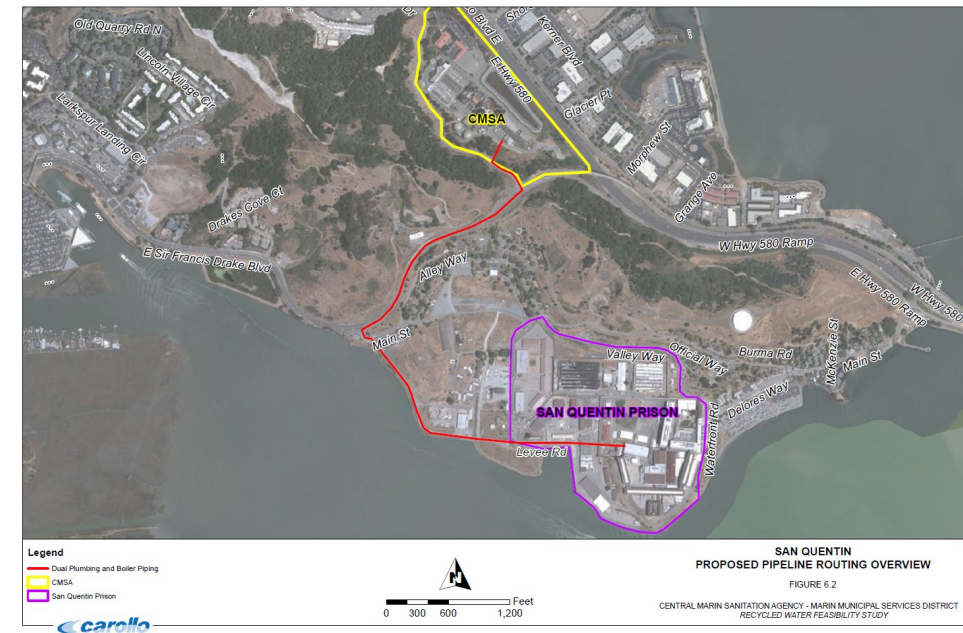 Old Quarry Rd N
Lincoln Village Cir
Larkspur Landing Cir
Drakes Cove Ct
E Sir Francis Drake Blvd
Dr
co Blvd E
Kerner Blvd
E Hwy 580
Glacier Pt
CMSA
Morphew St
Grange Ave
W Hwy 580 Ramp
E Hwy 580 Ramp
W Hwy 580
Alley Way
Main St
Valley Way
Official Way
Burma Rd
McKenzie St
Main St
Delores Way
SAN QUENTIN PRISON
Waterfront Rd
Levee Rd
Legend
Dual Plumbing and Boiler Piping
CMSA
San Quentin Prison
N
Feet
0 300 600 1,200
SAN QUENTIN
PROPOSED PIPELINE ROUTING OVERVIEW
FIGURE 6.2
CENTRAL MARIN SANITATION AGENCY - MARIN MUNICIPAL SERVICES DISTRICT
RECYCLED WATER FEASIBILITY STUDY
carollo